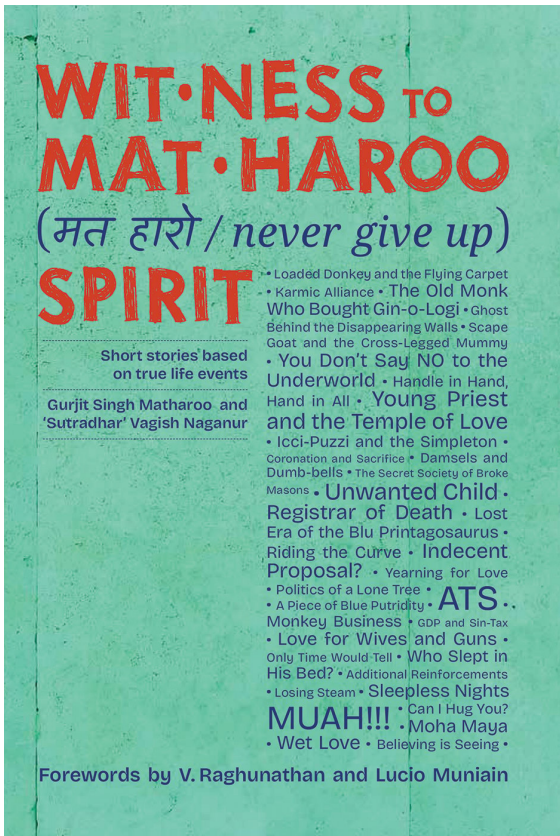 WIT•NESS TO
MAT•HAROO
(मत हारो / never give up)
SPIRIT
Short stories based
on true life events
Gurjit Singh Matharoo and
‘Sutradhar’ Vagish Naganur
• Loaded Donkey and the Flying Carpet
• Karmic Alliance • The Old Monk
Who Bought Gin-o-Logi • Ghost
Behind the Disappearing Walls • Scape
Goat and the Cross-Legged Mummy
• You Don’t Say NO to the
Underworld • Handle in Hand,
Hand in All • Young Priest
and the Temple of Love
• Icci-Puzzi and the Simpleton •
Coronation and Sacrifice • Damsels and
Dumb-bells • The Secret Society of Broke
Masons • Unwanted Child •
Registrar of Death • Lost
Era of the Blu Printagosaurus •
Riding the Curve • Indecent
Proposal? • Yearning for Love
• Politics of a Lone Tree •
• A Piece of Blue Putridity • ATS •
Monkey Business • GDP and Sin-Tax
• Love for Wives and Guns •
Only Time Would Tell • Who Slept in
His Bed? • Additional Reinforcements
• Losing Steam • Sleepless Nights
MUAH!!! • Can I Hug You?
• Moha Maya
• Wet Love • Believing is Seeing •
Forewords by V. Raghunathan and Lucio Muniain